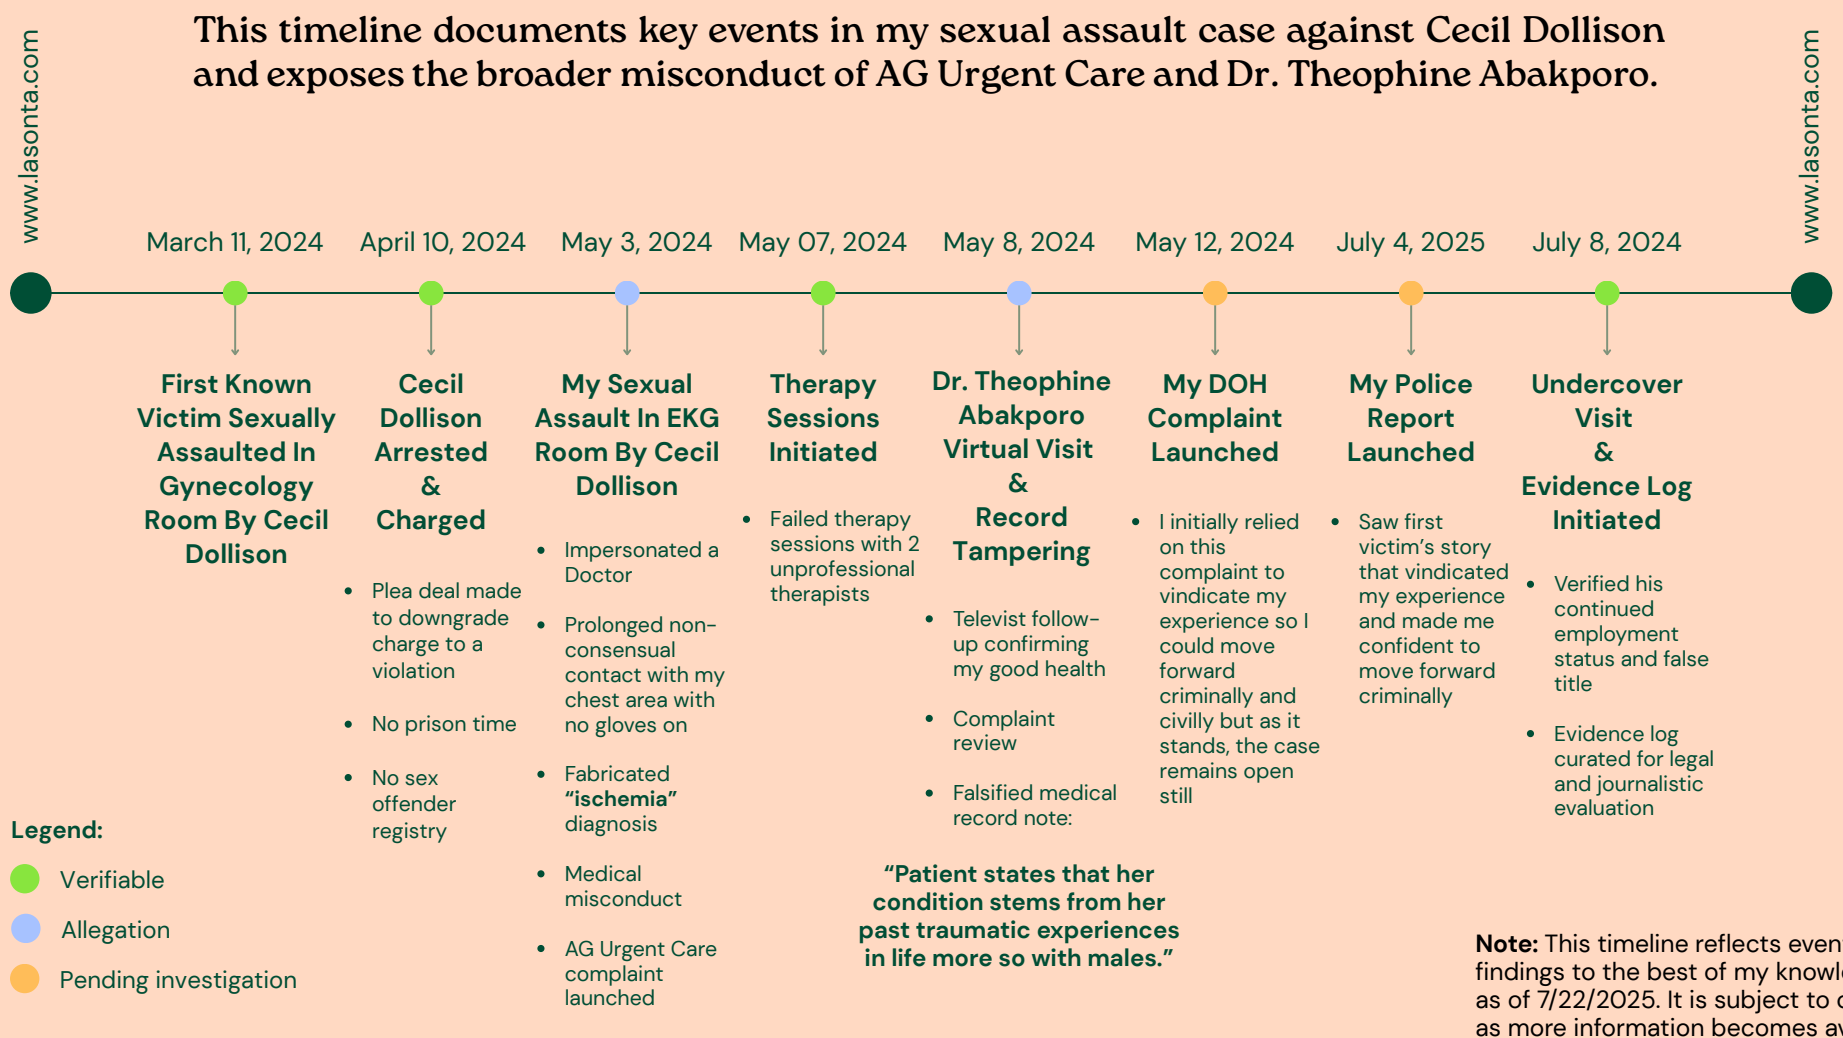 This timeline documents key events in my sexual assault case against Cecil Dollison
and exposes the broader misconduct of AG Urgent Care and Dr. Theophine Abakporo.
www.lasonta.com
www.lasonta.com
March 11, 2024
First Known
Victim Sexually
Assaulted In
Gynecology
Room By Cecil
Dollison
April 10, 2024
Cecil
Dollison
Arrested
&
Charged
• Plea deal made
to downgrade
charge to a
violation
• No prison time
• No sex
offender
registry
May 3, 2024
My Sexual
Assault In EKG
Room By Cecil
Dollison
• Impersonated a
Doctor
• Prolonged non-
consensual
contact with my
chest area with
no gloves on
• Fabricated
“ischemia”
diagnosis
• Medical
misconduct
• AG Urgent Care
complaint
launched
May 07, 2024
Therapy
Sessions
Initiated
• Failed therapy
sessions with 2
unprofessional
therapists
May 8, 2024
Dr. Theophine
Abakporo
Virtual Visit
&
Record
Tampering
• Televist follow-
up confirming
my good health
• Complaint
review
• Falsified medical
record note:
“Patient states that her
condition stems from her
past traumatic experiences
in life more so with males.”
May 12, 2024
My DOH
Complaint
Launched
• I initially relied
on this
complaint to
vindicate my
experience so I
could move
forward
criminally and
civilly but as it
stands, the case
remains open
still
July 4, 2025
My Police
Report
Launched
• Saw first
victim’s story
that vindicated
my experience
and made me
confident to
move forward
criminally
July 8, 2024
Undercover
Visit
&
Evidence Log
Initiated
• Verified his
continued
employment
status and false
title
• Evidence log
curated for legal
and journalistic
evaluation
Legend:
Verifiable
Allegation
Pending investigation
Note: This timeline reflects
findings to the best of my
as of 7/22/2025. It is subject to
as more information becomes